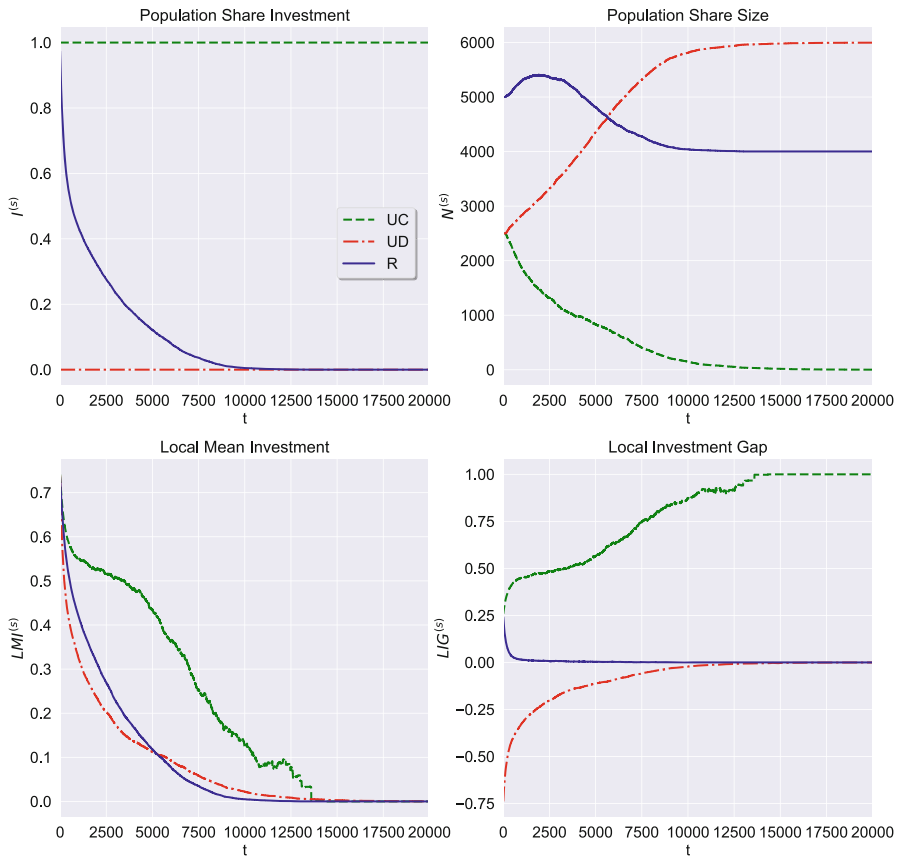 Population Share Investment
1.0
0.8
0.6
0.4
0.2
0.0
I^(s)
UC
UD
R
0 2500 5000 7500 10000 12500 15000 17500 20000
t
Population Share Size
6000
5000
4000
3000
2000
1000
0
N^(s)
0 2500 5000 7500 10000 12500 15000 17500 20000
t
Local Mean Investment
0.7
0.6
0.5
0.4
0.3
0.2
0.1
0.0
LMI^(s)
0 2500 5000 7500 10000 12500 15000 17500 20000
t
Local Investment Gap
1.00
0.75
0.50
0.25
0.00
−0.25
−0.50
−0.75
LIG^(s)
0 2500 5000 7500 10000 12500 15000 17500 20000
t